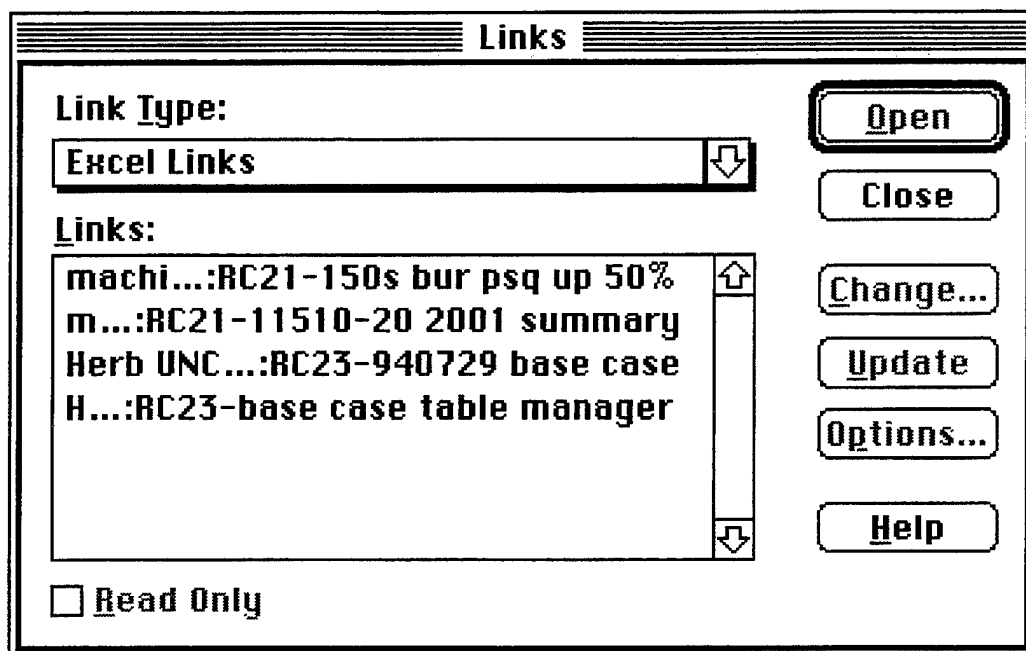 Links
Link Type:
Excel Links
Links:
machi...:RC21-150s bur psq up 50%
m...:RC21-11510-20 2001 summary
Herb UNC...:RC23-940729 base case
H...:RC23-base case table manager
Read Only
Open
Close
Change...
Update
Options...
Help